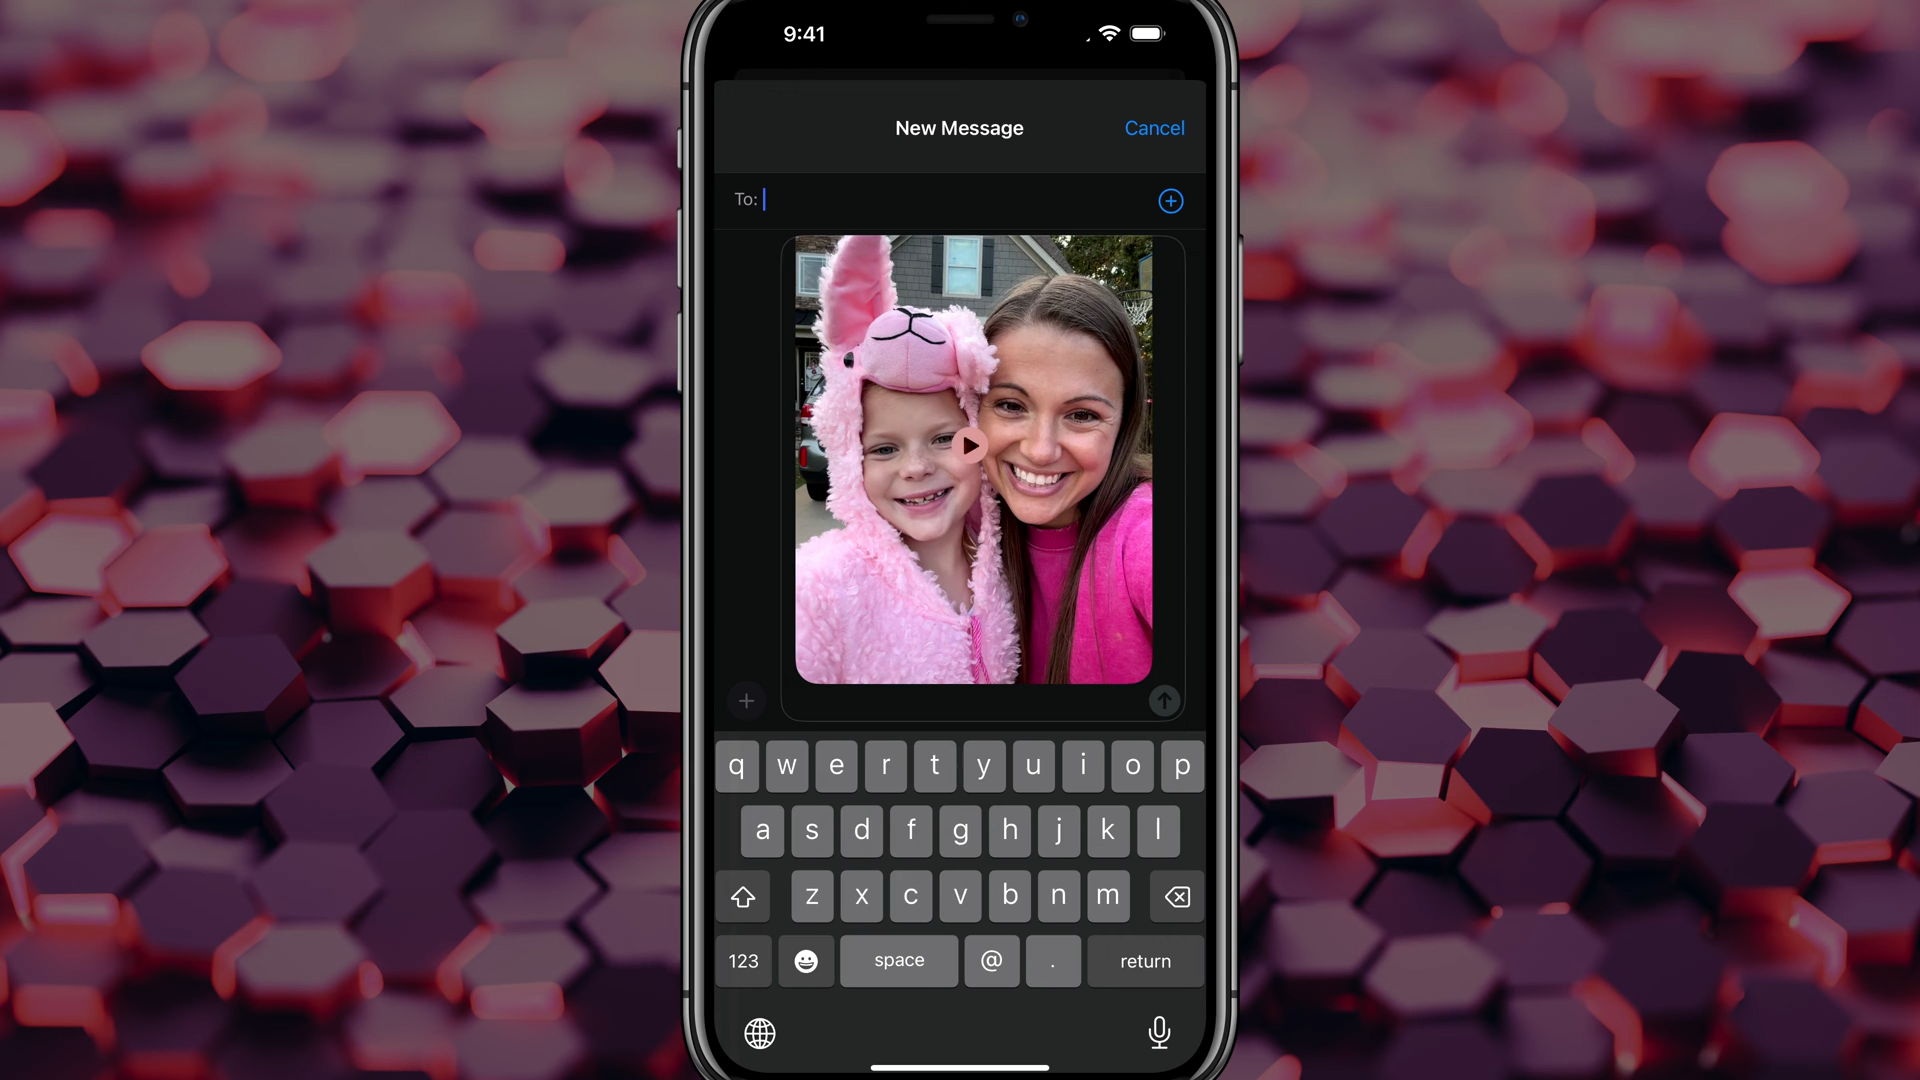 9:41
New Message
Cancel
To:
q w e r t y u i o p
a s d f g h j k l
z x c v b n m
123 space @ . return